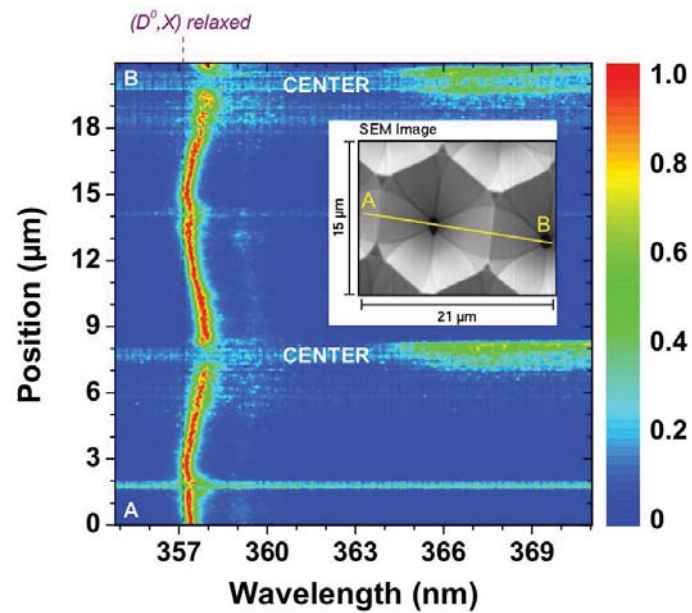 (D⁰,X) relaxed
B
CENTER
SEM Image
A
B
15 µm
21 µm
CENTER
A
18
15
12
9
6
3
0
Position (µm)
357 360 363 366 369
Wavelength (nm)
1.0
0.8
0.6
0.4
0.2
0